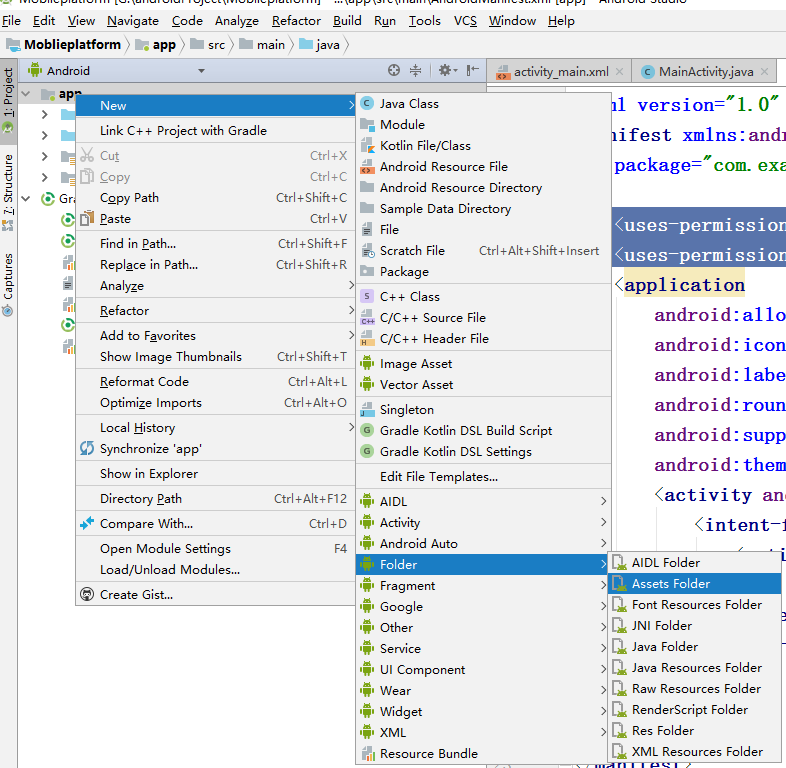 Moblieplatform [G:\androidProject\Moblieplatform] - ...\app\src\main\AndroidManifest.xml [app] - Android Studio
File Edit View Navigate Code Analyze Refactor Build Run Tools VCS Window Help
Moblieplatform app src main java
1: Project
Z: Structure
Captures
Android
activity_main.xml
MainActivity.java
app
Gra
New
Link C++ Project with Gradle
Cut Ctrl+X
Copy Ctrl+C
Copy Path Ctrl+Shift+C
Paste Ctrl+V
Find in Path... Ctrl+Shift+F
Replace in Path... Ctrl+Shift+R
Analyze
Refactor
Add to Favorites
Show Image Thumbnails Ctrl+Shift+T
Reformat Code Ctrl+Alt+L
Optimize Imports Ctrl+Alt+O
Local History
Synchronize 'app'
Show in Explorer
Directory Path Ctrl+Alt+F12
Compare With... Ctrl+D
Open Module Settings F4
Load/Unload Modules...
Create Gist...
Java Class
Module
Kotlin File/Class
Android Resource File
Android Resource Directory
Sample Data Directory
File
Scratch File Ctrl+Alt+Shift+Insert
Package
C++ Class
C/C++ Source File
C/C++ Header File
Image Asset
Vector Asset
Singleton
Gradle Kotlin DSL Build Script
Gradle Kotlin DSL Settings
Edit File Templates...
AIDL
Activity
Android Auto
Folder
Fragment
Google
Other
Service
UI Component
Wear
Widget
XML
Resource Bundle
AIDL Folder
Assets Folder
Font Resources Folder
JNI Folder
Java Folder
Java Resources Folder
Raw Resources Folder
RenderScript Folder
Res Folder
XML Resources Folder
ml version="1.0"
nifest xmlns:andr
package="com.exa
<uses-permission
<uses-permission
<application
android:allo
android:icon
android:labe
android:roun
android:supp
android:them
<activity an
<intent-f
</manifest>